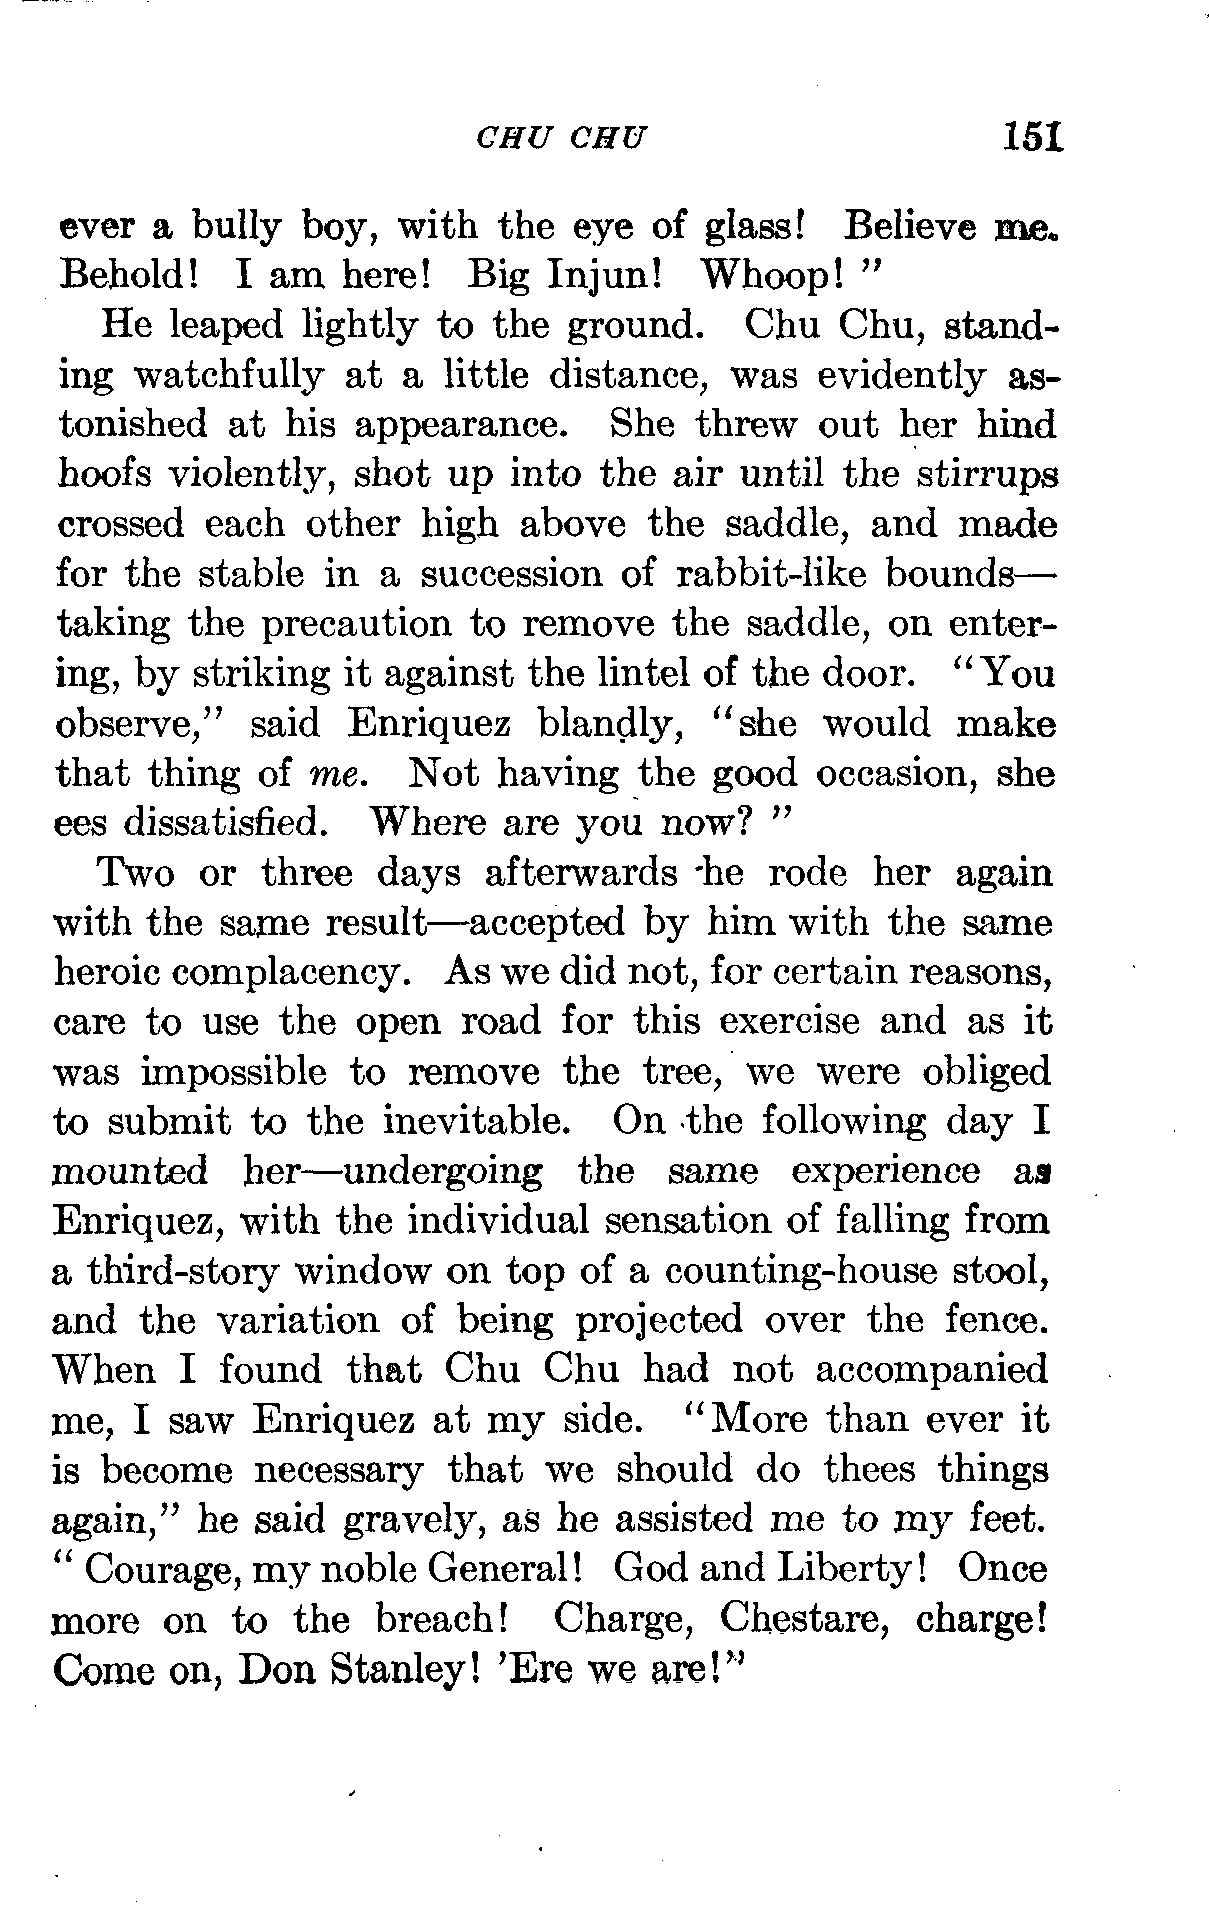 CHU CHU 151
ever a bully boy, with the eye of glass! Believe me.
Behold! I am here! Big Injun! Whoop! "
He leaped lightly to the ground. Chu Chu, stand-
ing watchfully at a little distance, was evidently as-
tonished at his appearance. She threw out her hind
hoofs violently, shot up into the air until the stirrups
crossed each other high above the saddle, and made
for the stable in a succession of rabbit-like bounds—
taking the precaution to remove the saddle, on enter-
ing, by striking it against the lintel of the door. "You
observe," said Enriquez blandly, "she would make
that thing of me. Not having the good occasion, she
ees dissatisfied. Where are you now? "
Two or three days afterwards he rode her again
with the same result—accepted by him with the same
heroic complacency. As we did not, for certain reasons,
care to use the open road for this exercise and as it
was impossible to remove the tree, we were obliged
to submit to the inevitable. On the following day I
mounted her—undergoing the same experience as
Enriquez, with the individual sensation of falling from
a third-story window on top of a counting-house stool,
and the variation of being projected over the fence.
When I found that Chu Chu had not accompanied
me, I saw Enriquez at my side. "More than ever it
is become necessary that we should do thees things
again," he said gravely, as he assisted me to my feet.
" Courage, my noble General! God and Liberty! Once
more on to the breach! Charge, Chestare, charge!
Come on, Don Stanley! 'Ere we are!"